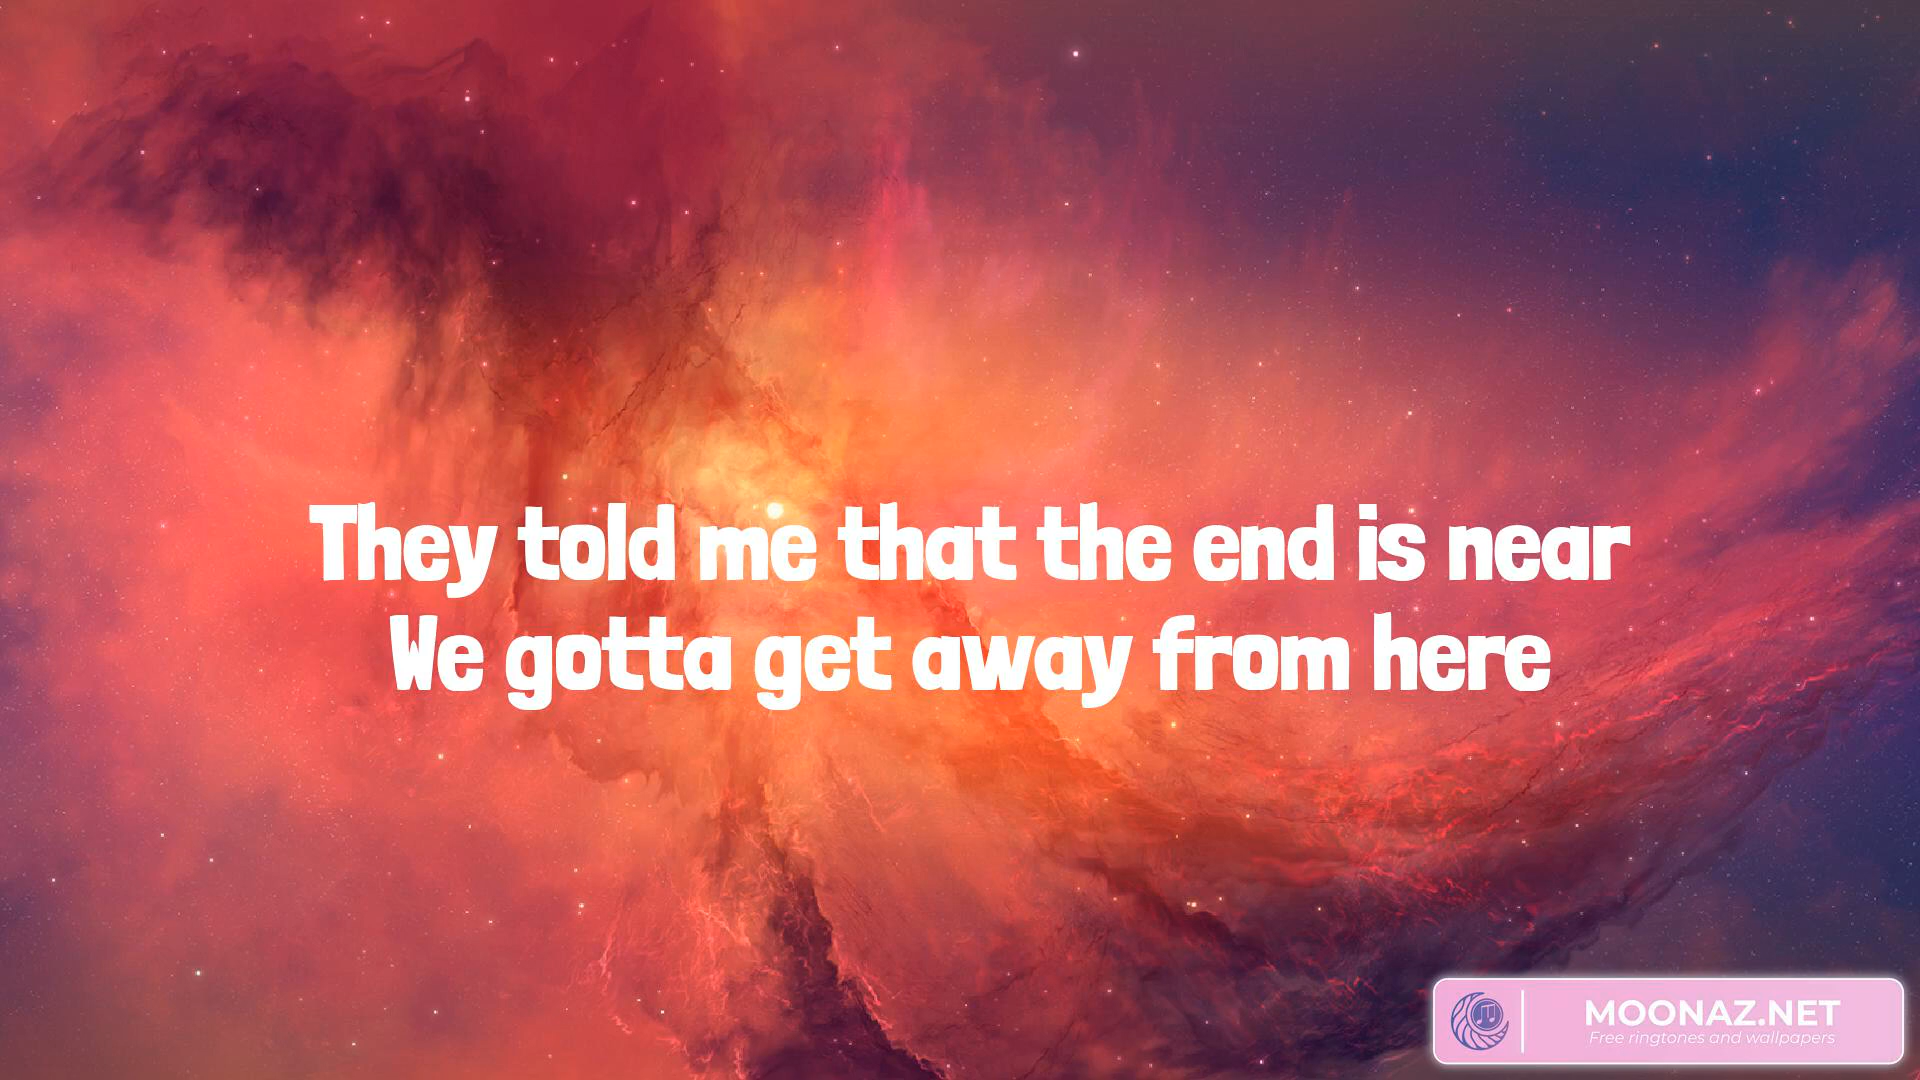 They told me that the end is near
We gotta get away from here
MOONAZ.NET
Free ringtones and wallpapers